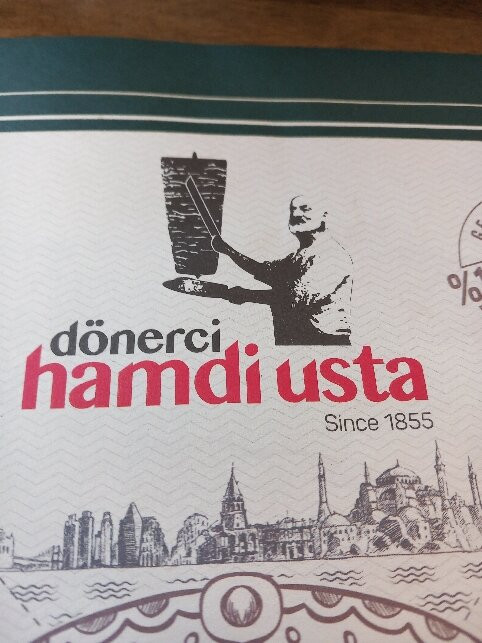 dönerci
hamdi usta
Since 1855